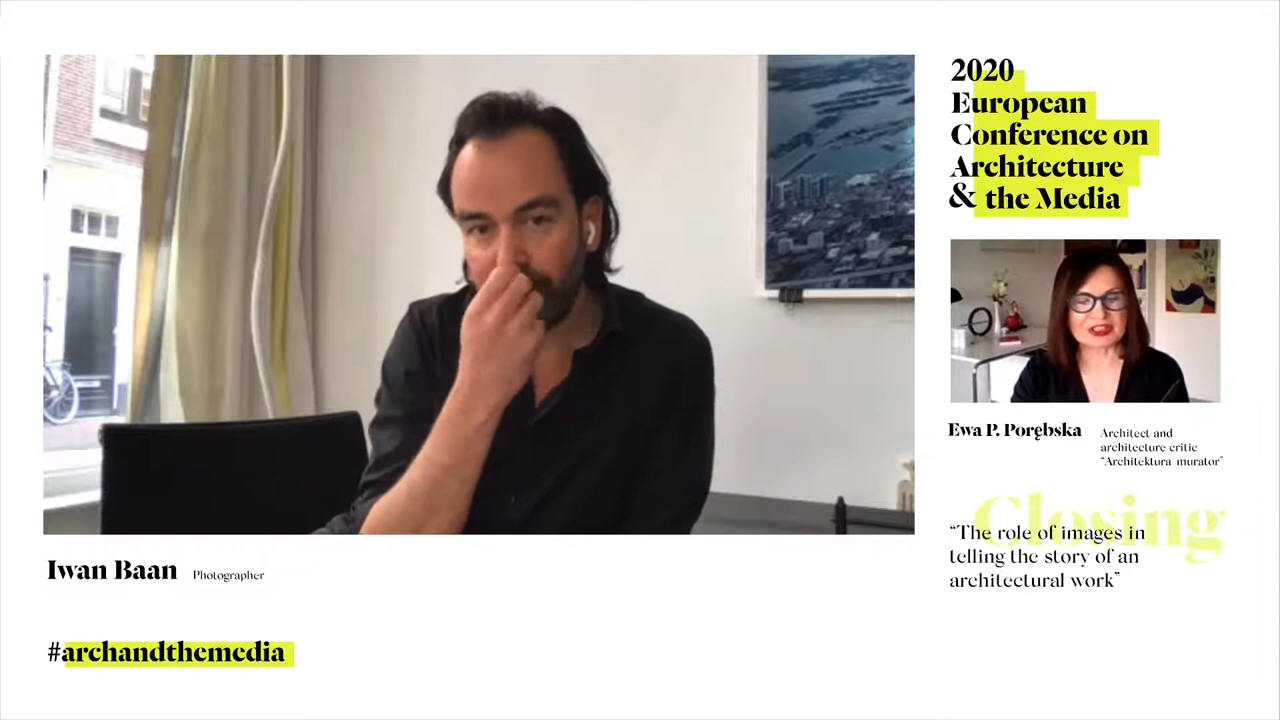 2020
European
Conference on
Architecture
& the Media
Ewa P. Porębska
Architect and
architecture critic
"Architektura-murator"
Closing
“The role of images in
telling the story of an
architectural work”
Iwan Baan Photographer
#archandthemedia